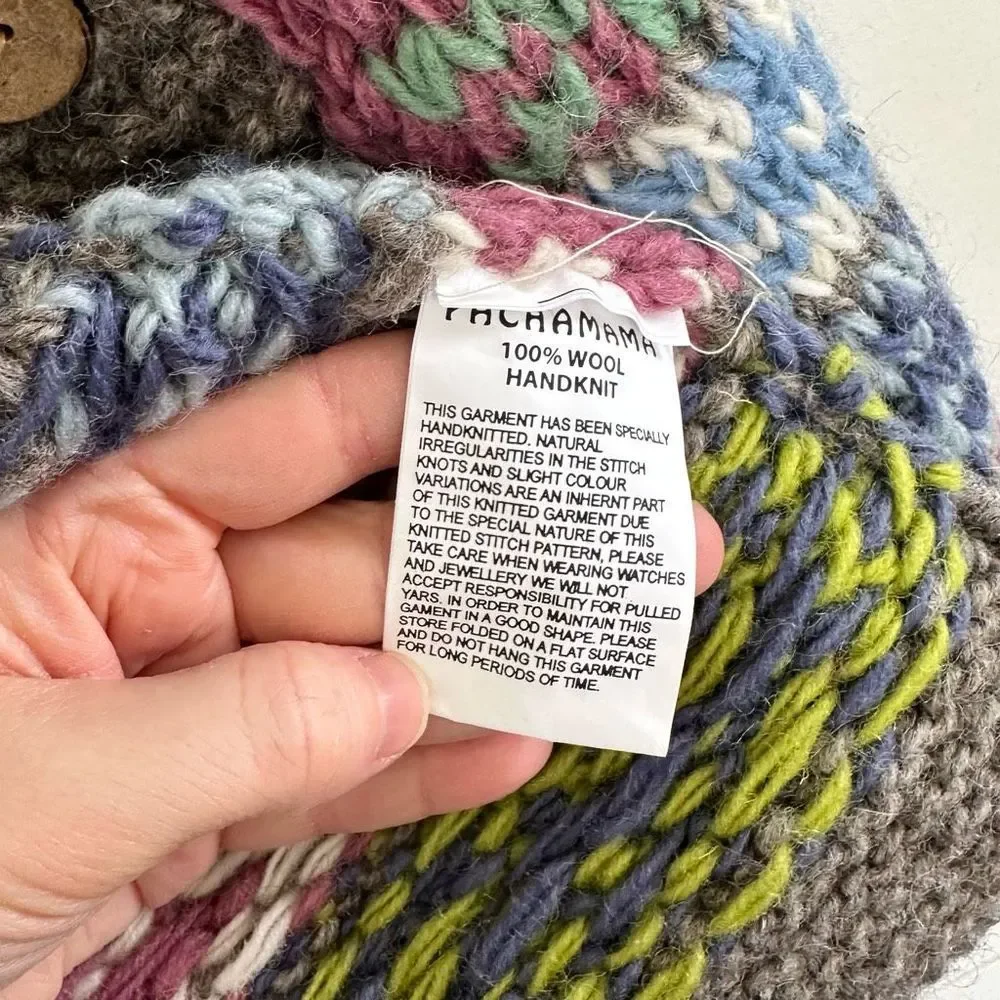 PACHAMAMA
100% WOOL
HANDKNIT
THIS GARMENT HAS BEEN SPECIALLY
HANDKNITTED. NATURAL
IRREGULARITIES IN THE STITCH
KNOTS AND SLIGHT COLOUR
VARIATIONS ARE AN INHERNT PART
OF THIS KNITTED GARMENT DUE
TO THE SPECIAL NATURE OF THIS
KNITTED STITCH PATTERN, PLEASE
TAKE CARE WHEN WEARING WATCHES
AND JEWELLERY WE WILL NOT
ACCEPT RESPONSIBILITY FOR PULLED
YARS. IN ORDER TO MAINTAIN THIS
GAMENT IN A GOOD SHAPE. PLEASE
STORE FOLDED ON A FLAT SURFACE
AND DO NOT HANG THIS GARMENT
FOR LONG PERIODS OF TIME.